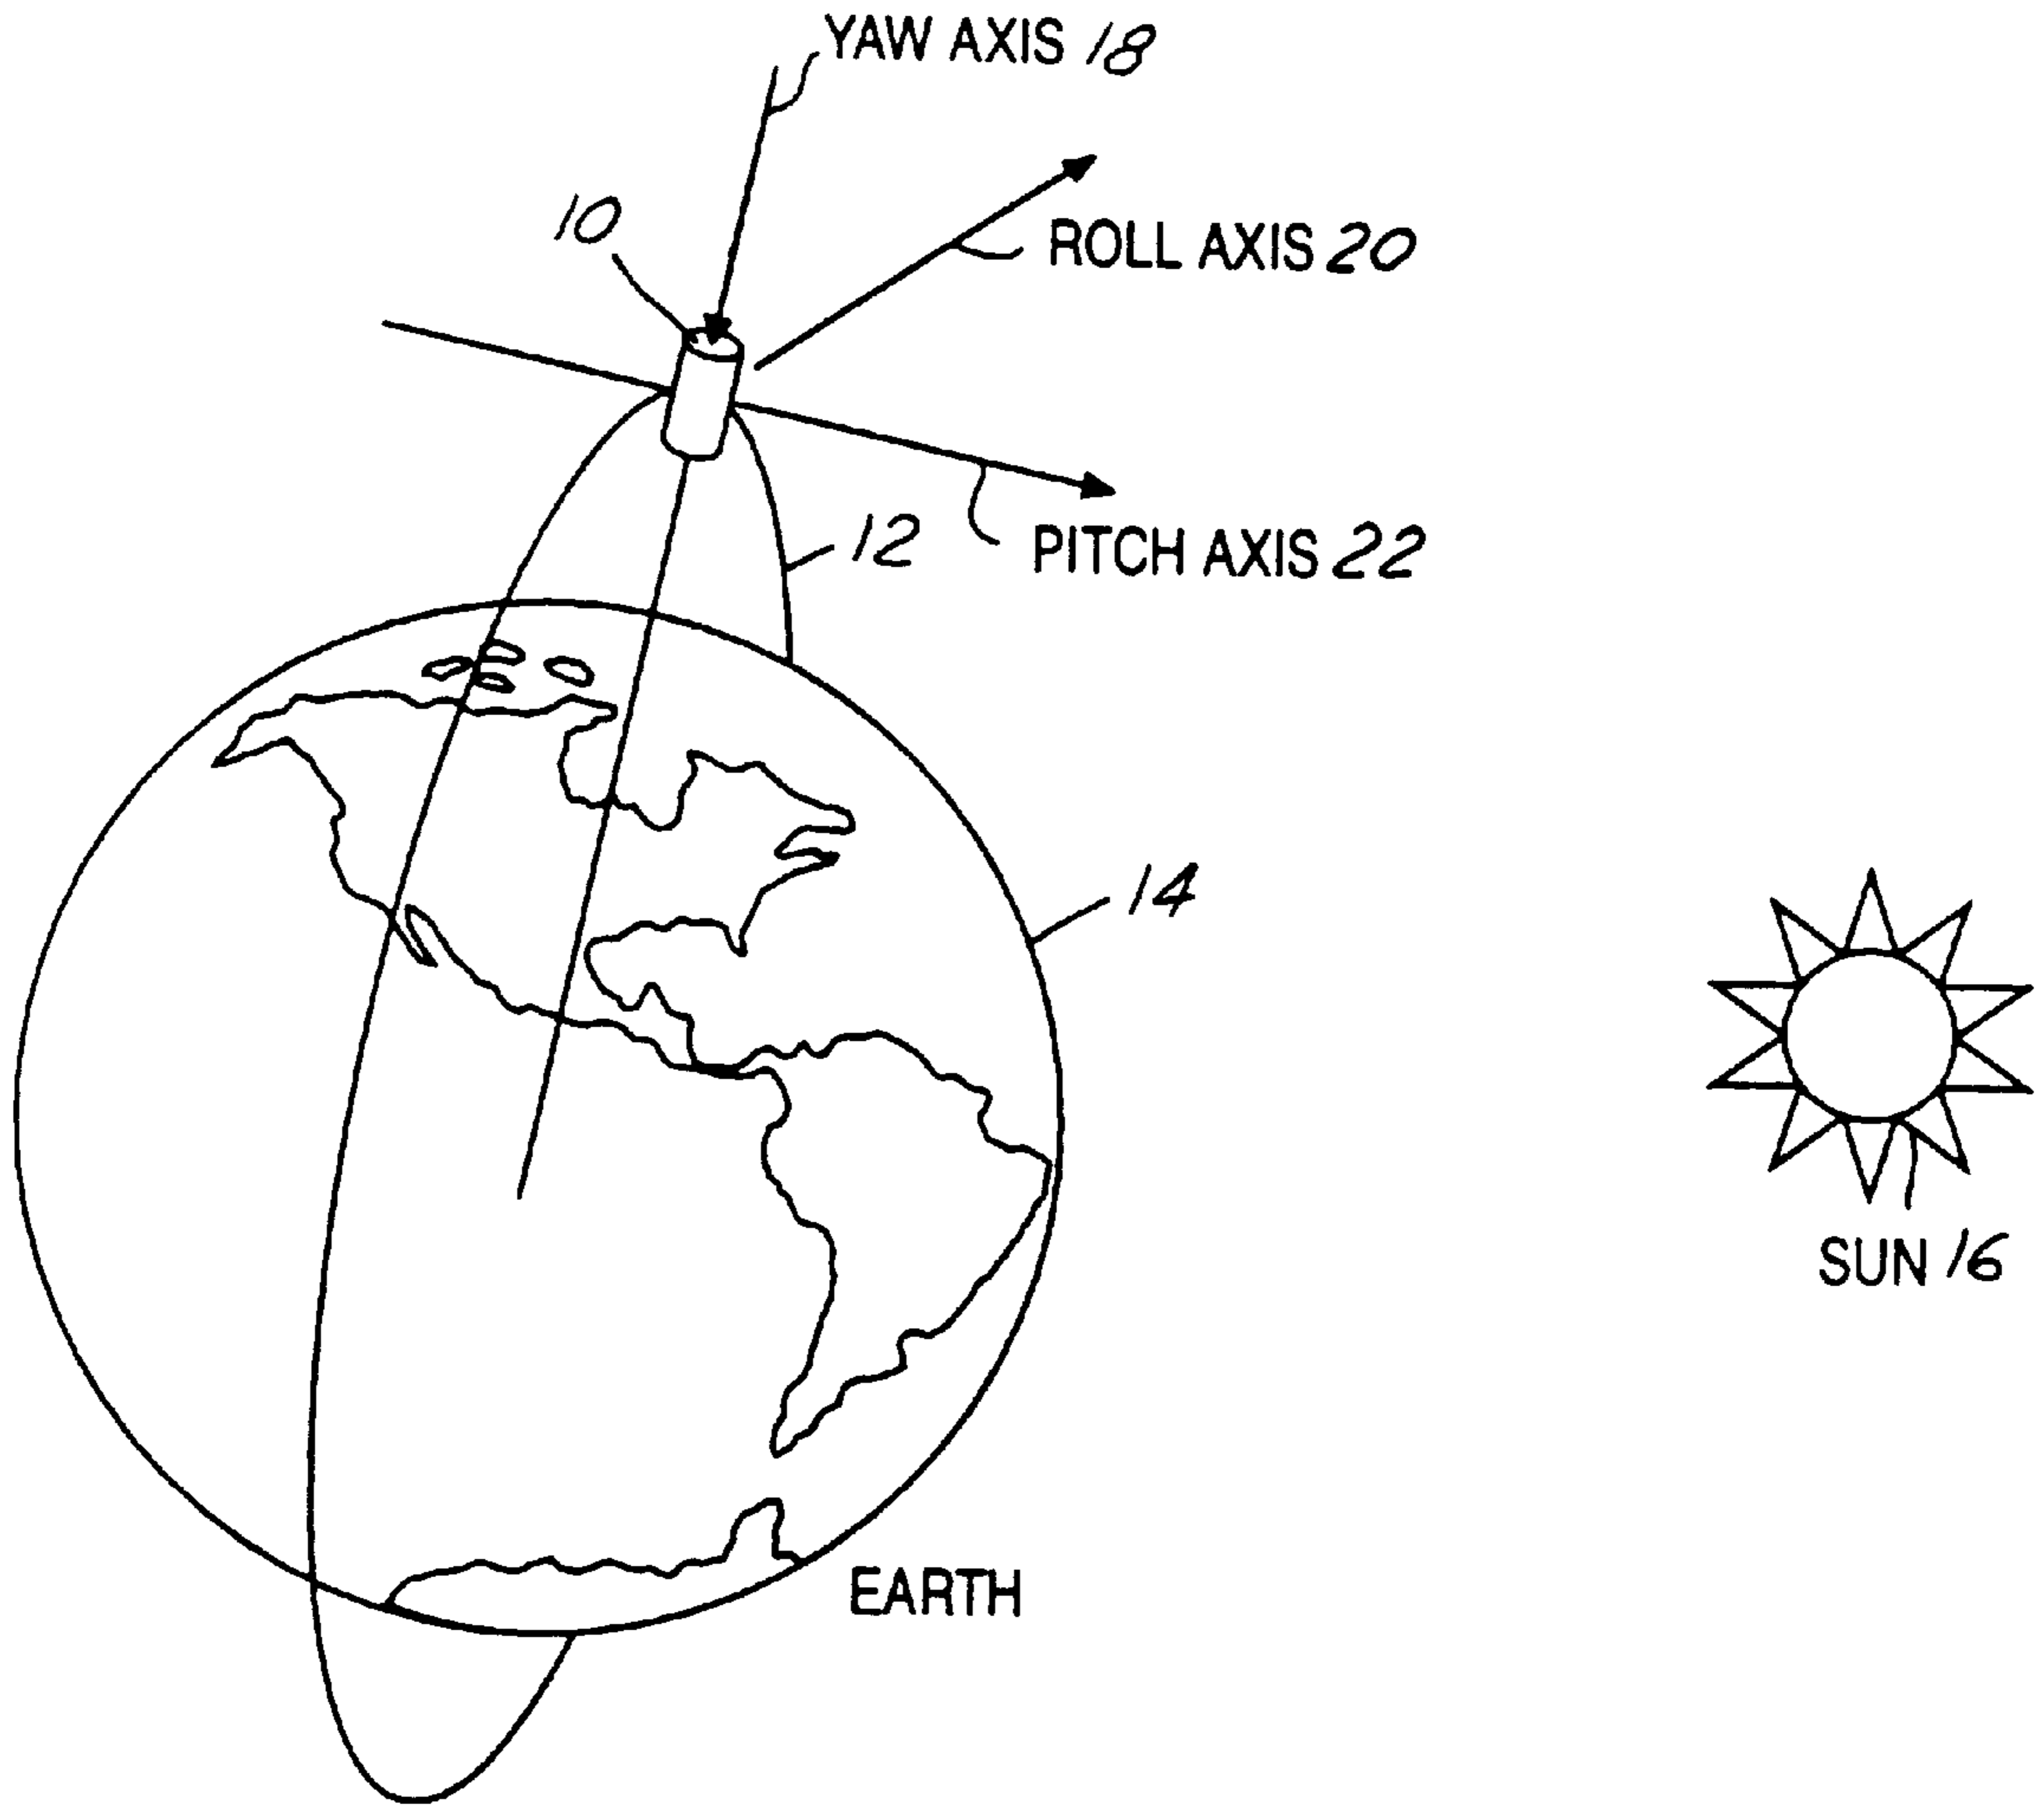 YAW AXIS 18
10
ROLL AXIS 20
12
PITCH AXIS 22
14
SUN 16
EARTH